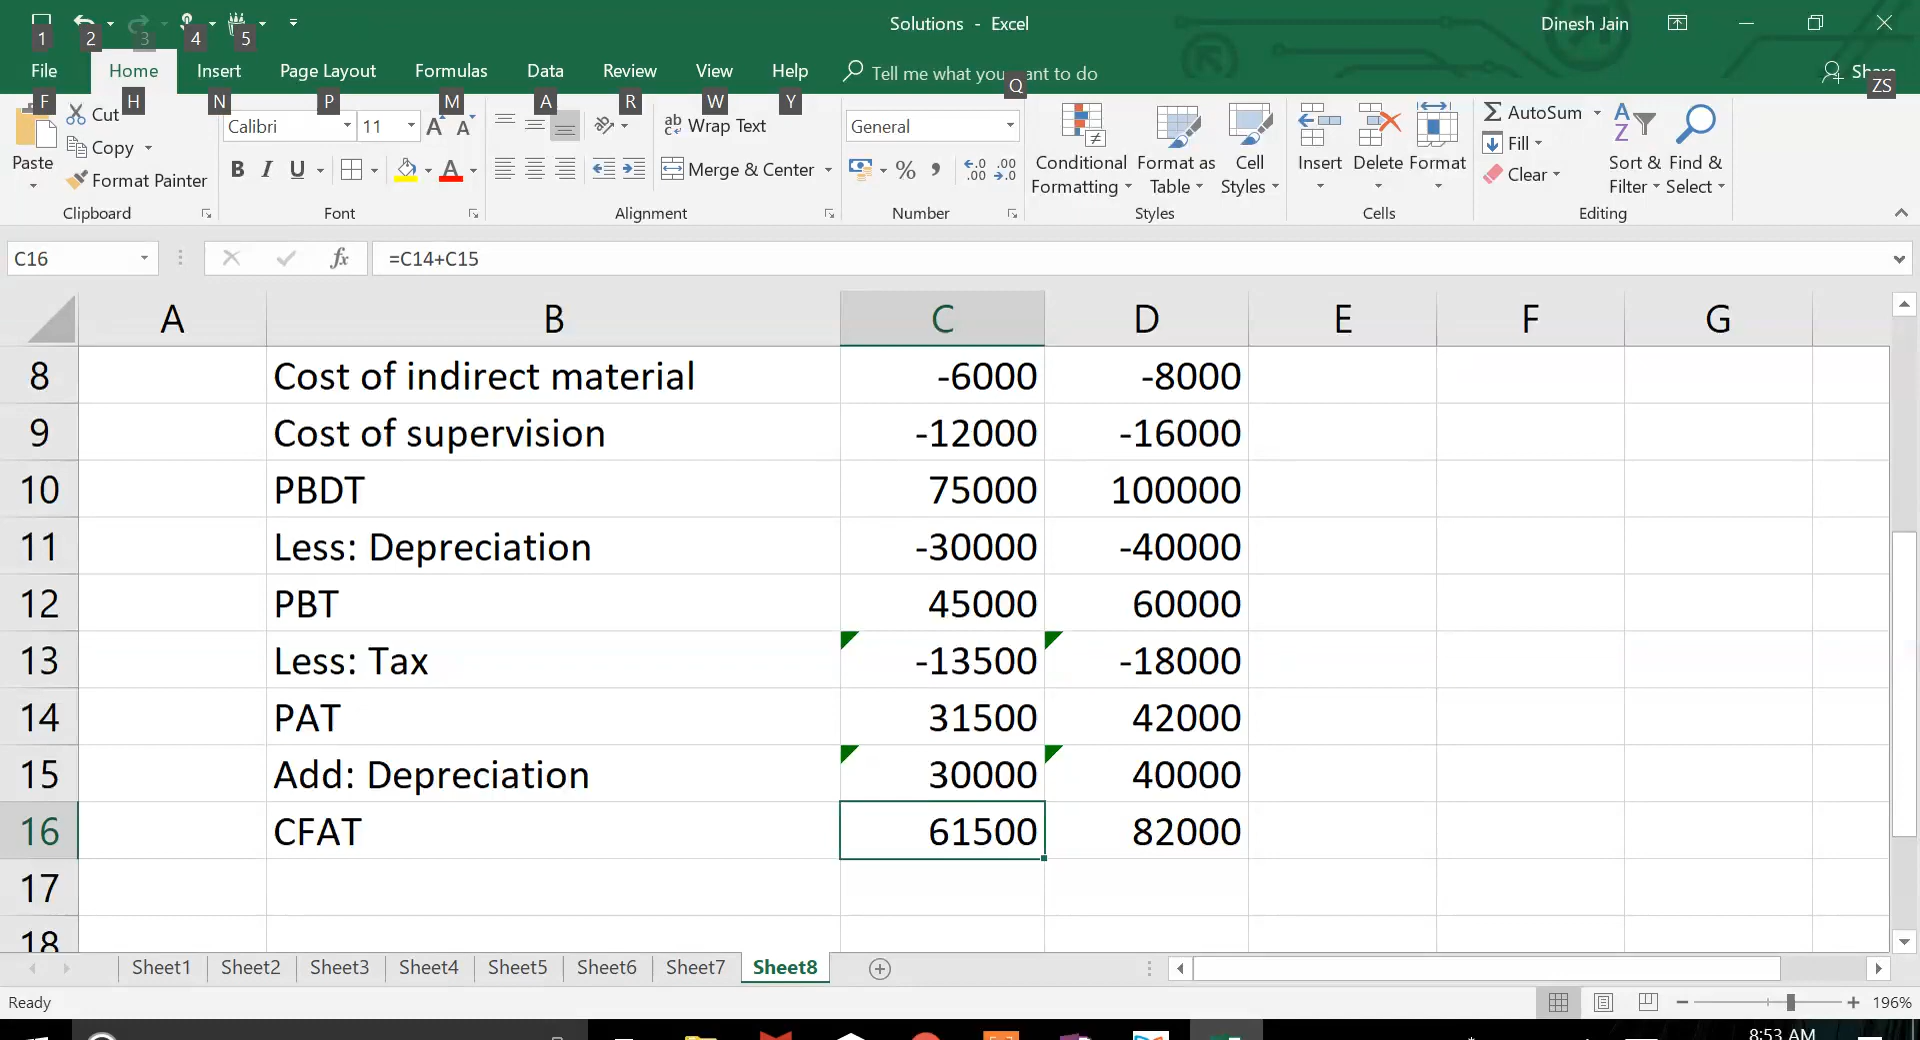 Solutions - Excel
Dinesh Jain
1 2 3 4 5
File Home Insert Page Layout Formulas Data Review View Help Tell me what you want to do Share
F H N P M A R W Y Q ZS
Paste
Cut
Copy
Format Painter
Clipboard
Calibri 11 A A
B I U A
Font
ab Wrap Text
Merge & Center
Alignment
General
% , .0 .00 .00 .0
Number
Conditional Formatting
Format as Table
Cell Styles
Styles
Insert Delete Format
Cells
AutoSum
Fill
Clear
Sort & Filter
Find & Select
Editing
C16 fx =C14+C15
A B C D E F G
8 Cost of indirect material -6000 -8000
9 Cost of supervision -12000 -16000
10 PBDT 75000 100000
11 Less: Depreciation -30000 -40000
12 PBT 45000 60000
13 Less: Tax -13500 -18000
14 PAT 31500 42000
15 Add: Depreciation 30000 40000
16 CFAT 61500 82000
17
18
Sheet1 Sheet2 Sheet3 Sheet4 Sheet5 Sheet6 Sheet7 Sheet8
Ready 196%
8:53 AM